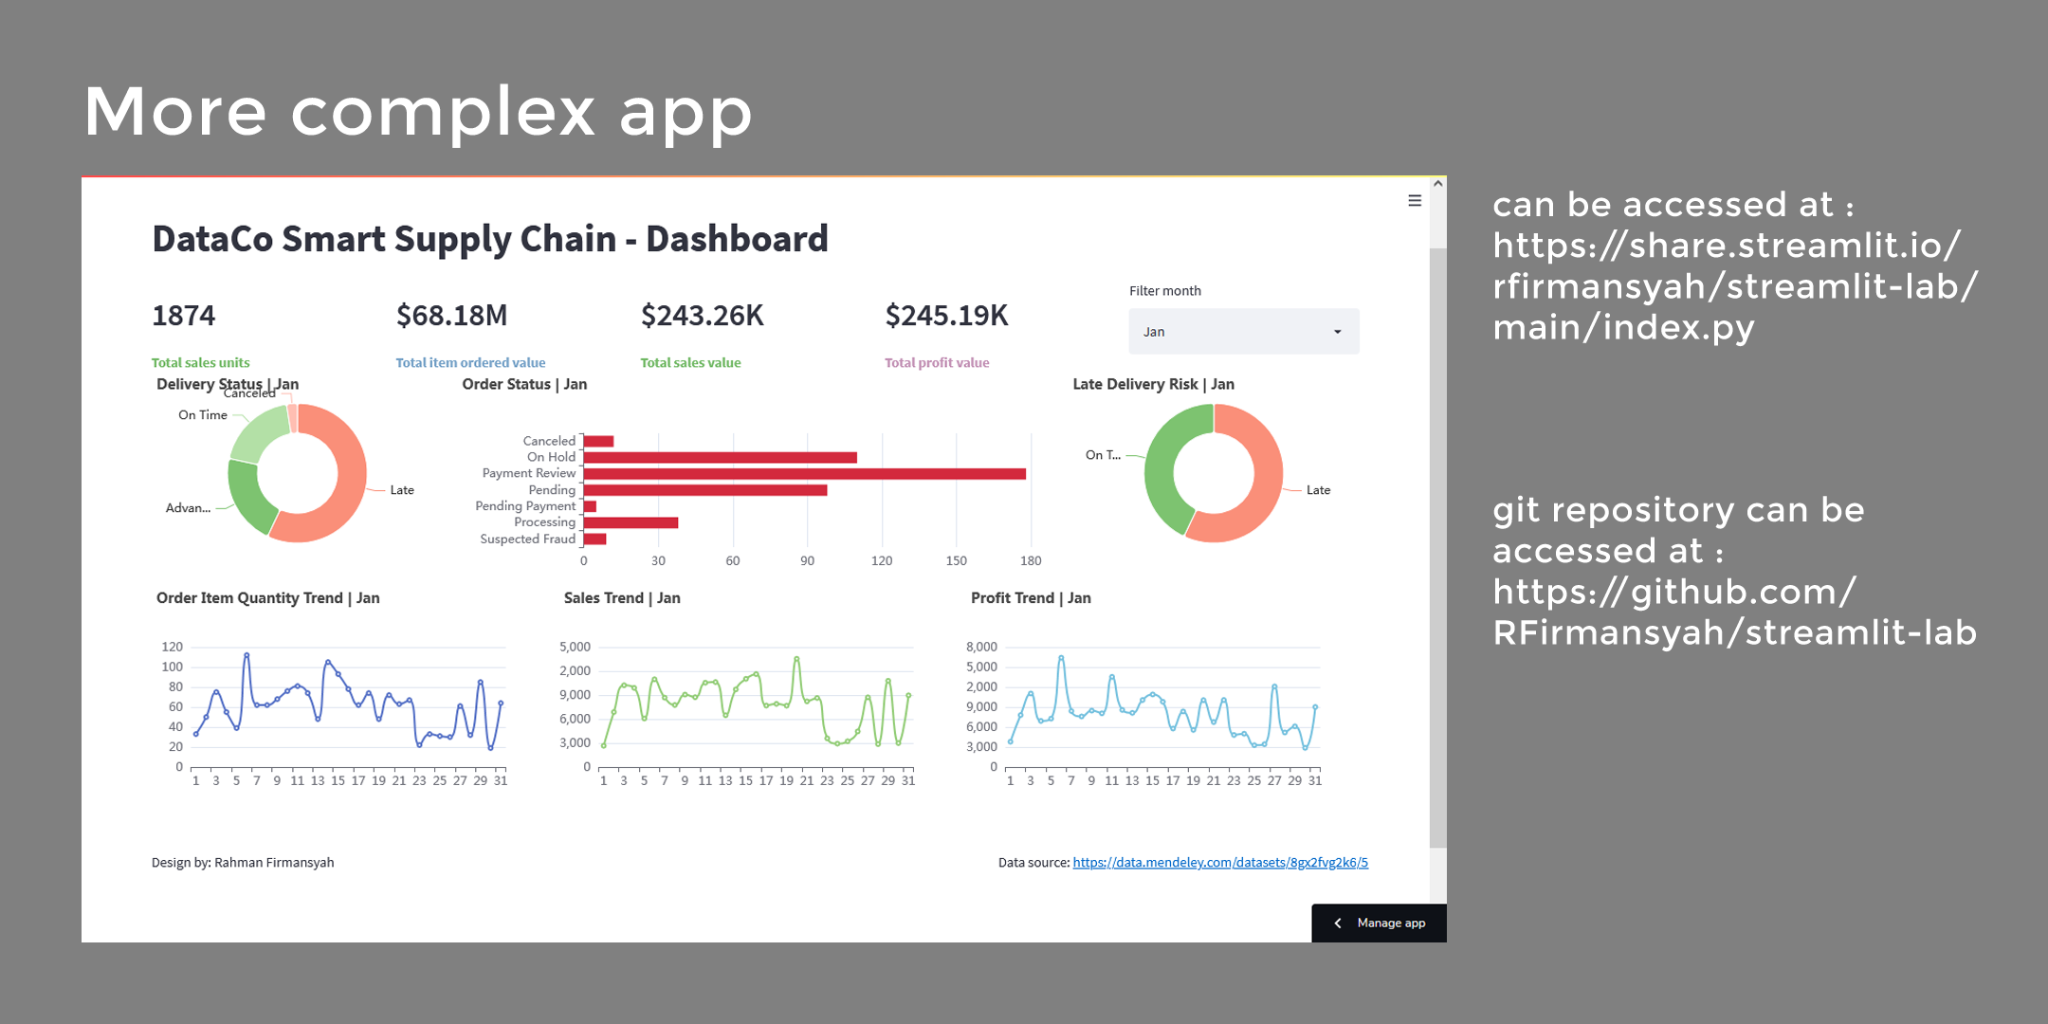 More complex app
can be accessed at :
https://share.streamlit.io/
rfirmansyah/streamlit-lab/
main/index.py
git repository can be
accessed at :
https://github.com/
RFirmansyah/streamlit-lab
DataCo Smart Supply Chain - Dashboard
1874
Total sales units
$68.18M
Total item ordered value
$243.26K
Total sales value
$245.19K
Total profit value
Filter month
Jan
Delivery Status | Jan
Canceled
On Time
Advan...
Late
Order Status | Jan
Canceled
On Hold
Payment Review
Pending
Pending Payment
Processing
Suspected Fraud
0 30 60 90 120 150 180
Late Delivery Risk | Jan
On T...
Late
Order Item Quantity Trend | Jan
120
100
80
60
40
20
0
1 3 5 7 9 11 13 15 17 19 21 23 25 27 29 31
Sales Trend | Jan
5,000
2,000
9,000
6,000
3,000
0
1 3 5 7 9 11 13 15 17 19 21 23 25 27 29 31
Profit Trend | Jan
8,000
5,000
2,000
9,000
6,000
3,000
0
1 3 5 7 9 11 13 15 17 19 21 23 25 27 29 31
Design by: Rahman Firmansyah
Data source: https://data.mendeley.com/datasets/8gx2fvg2k6/5
Manage app